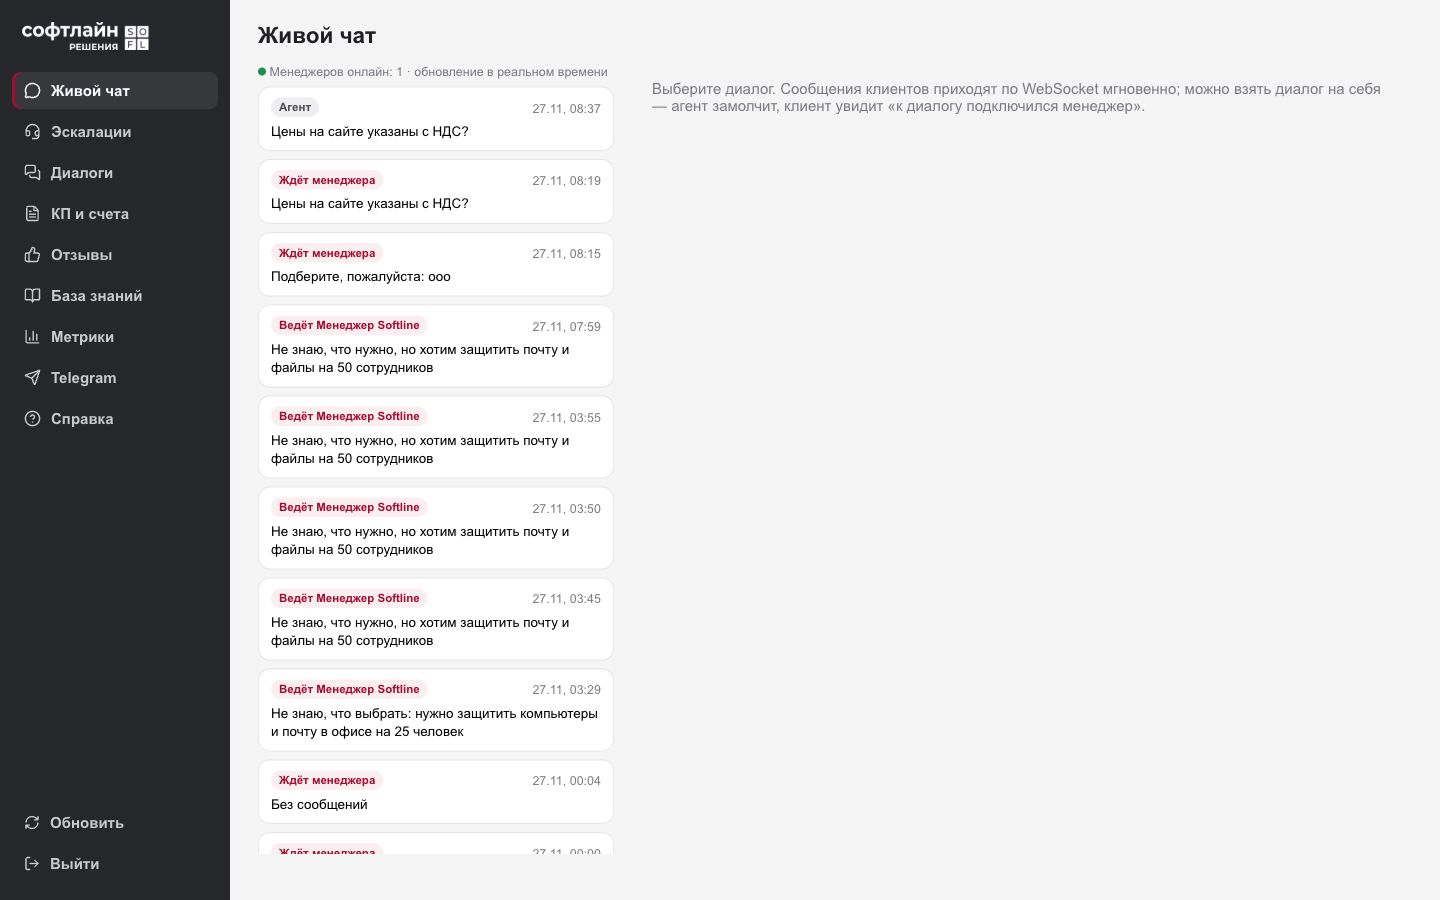 софтлайн
РЕШЕНИЯ
SO
FL
Живой чат
Эскалации
Диалоги
КП и счета
Отзывы
База знаний
Метрики
Telegram
Справка
Обновить
Выйти
Живой чат
Менеджеров онлайн: 1 · обновление в реальном времени
Агент 27.11, 08:37
Цены на сайте указаны с НДС?
Ждёт менеджера 27.11, 08:19
Цены на сайте указаны с НДС?
Ждёт менеджера 27.11, 08:15
Подберите, пожалуйста: ооо
Ведёт Менеджер Softline 27.11, 07:59
Не знаю, что нужно, но хотим защитить почту и
файлы на 50 сотрудников
Ведёт Менеджер Softline 27.11, 03:55
Не знаю, что нужно, но хотим защитить почту и
файлы на 50 сотрудников
Ведёт Менеджер Softline 27.11, 03:50
Не знаю, что нужно, но хотим защитить почту и
файлы на 50 сотрудников
Ведёт Менеджер Softline 27.11, 03:45
Не знаю, что нужно, но хотим защитить почту и
файлы на 50 сотрудников
Ведёт Менеджер Softline 27.11, 03:29
Не знаю, что выбрать: нужно защитить компьютеры
и почту в офисе на 25 человек
Ждёт менеджера 27.11, 00:04
Без сообщений
Ждёт менеджера 27.11, 00:00
Выберите диалог. Сообщения клиентов приходят по WebSocket мгновенно; можно взять диалог на себя
— агент замолчит, клиент увидит «к диалогу подключился менеджер».